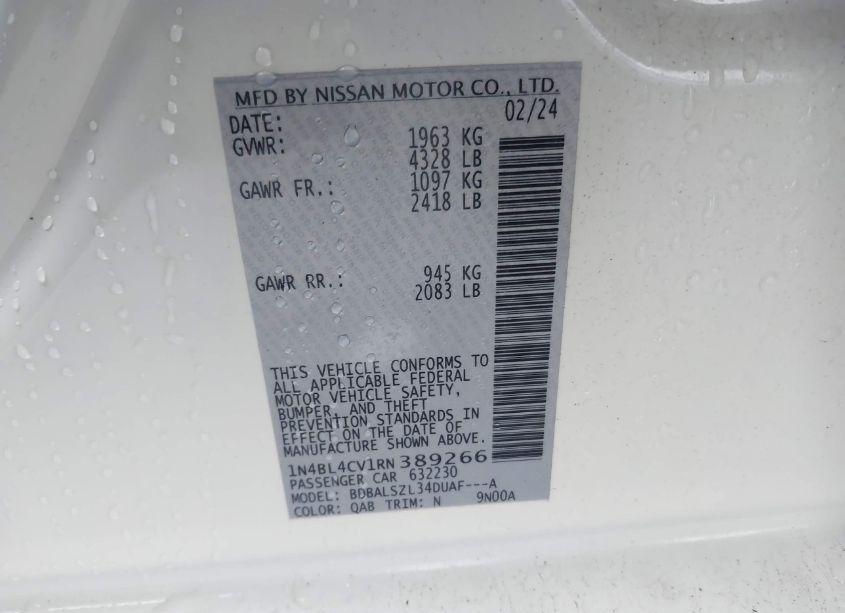 MFD BY NISSAN MOTOR CO., LTD.
DATE: 02/24
GVWR: 1963 KG
4328 LB
GAWR FR.: 1097 KG
2418 LB
GAWR RR.: 945 KG
2083 LB
THIS VEHICLE CONFORMS TO
ALL APPLICABLE FEDERAL
MOTOR VEHICLE SAFETY,
BUMPER, AND THEFT
PREVENTION STANDARDS IN
EFFECT ON THE DATE OF
MANUFACTURE SHOWN ABOVE.
1N4BL4CV1RN389266
PASSENGER CAR 632230
MODEL: BDBALSZL34DUAF---A
COLOR: QAB TRIM: N 9N00A